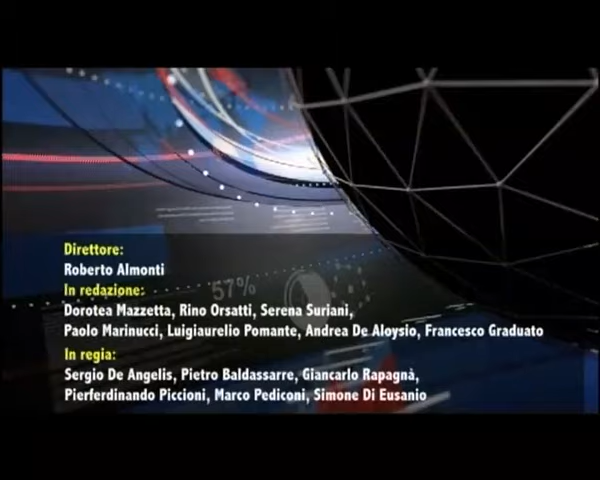 Direttore:
Roberto Almonti
57%
In redazione:
Dorotea Mazzetta, Rino Orsatti, Serena Suriani,
Paolo Marinucci, Luigiaurelio Pomante, Andrea De Aloysio, Francesco Graduato
In regia:
Sergio De Angelis, Pietro Baldassarre, Giancarlo Rapagnà,
Pierferdinando Piccioni, Marco Pediconi, Simone Di Eusanio